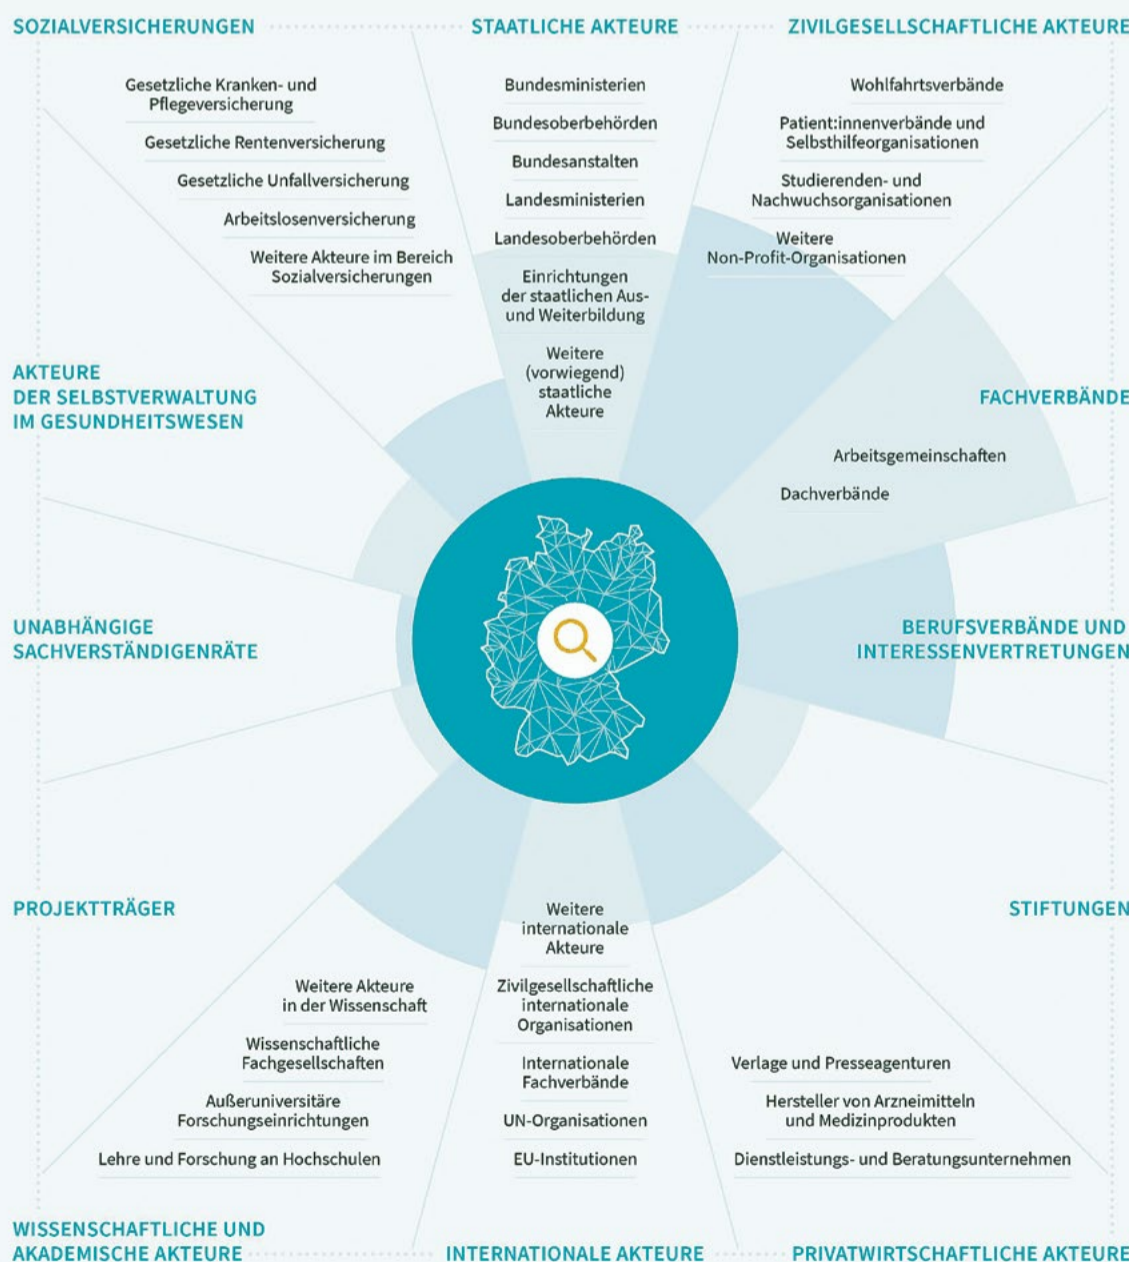 SOZIALVERSICHERUNGEN
Gesetzliche Kranken- und
Pflegeversicherung
Gesetzliche Rentenversicherung
Gesetzliche Unfallversicherung
Arbeitslosenversicherung
Weitere Akteure im Bereich
Sozialversicherungen
STAATLICHE AKTEURE
Bundesministerien
Bundesoberbehörden
Bundesanstalten
Landesministerien
Landesoberbehörden
Einrichtungen
der staatlichen Aus-
und Weiterbildung
Weitere
(vorwiegend)
staatliche
Akteure
ZIVILGESELLSCHAFTLICHE AKTEURE
Wohlfahrtsverbände
Patient:innenverbände und
Selbsthilfeorganisationen
Studierenden- und
Nachwuchsorganisationen
Weitere
Non-Profit-Organisationen
AKTEURE
DER SELBSTVERWALTUNG
IM GESUNDHEITSWESEN
FACHVERBÄNDE
Arbeitsgemeinschaften
Dachverbände
UNABHÄNGIGE
SACHVERSTÄNDIGENRÄTE
BERUFSVERBÄNDE UND
INTERESSENVERTRETUNGEN
PROJEKTTRÄGER
STIFTUNGEN
Weitere Akteure
in der Wissenschaft
Wissenschaftliche
Fachgesellschaften
Außeruniversitäre
Forschungseinrichtungen
Lehre und Forschung an Hochschulen
WISSENSCHAFTLICHE UND
AKADEMISCHE AKTEURE
Weitere
internationale
Akteure
Zivilgesellschaftliche
internationale
Organisationen
Internationale
Fachverbände
UN-Organisationen
EU-Institutionen
INTERNATIONALE AKTEURE
Verlage und Presseagenturen
Hersteller von Arzneimitteln
und Medizinprodukten
Dienstleistungs- und Beratungsunternehmen
PRIVATWIRTSCHAFTLICHE AKTEURE